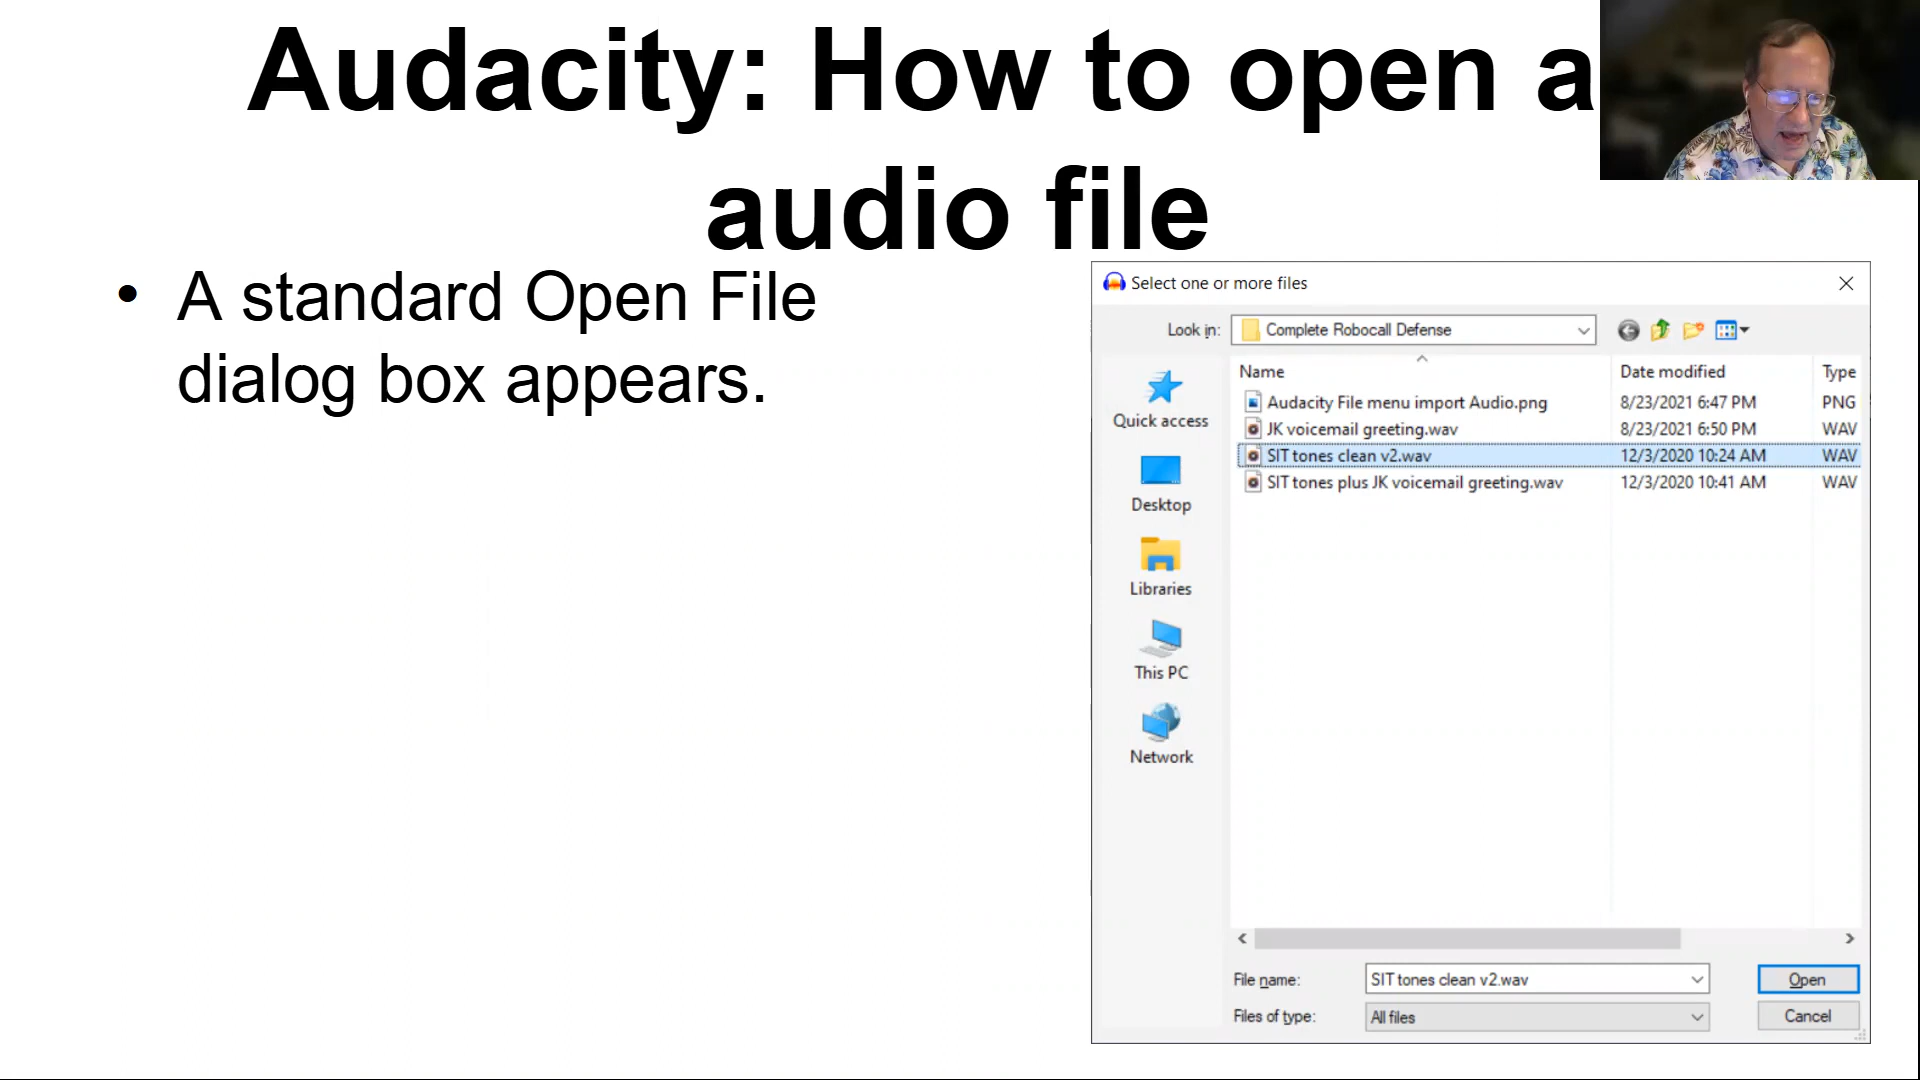 Audacity: How to open a
audio file
• A standard Open File
dialog box appears.
Select one or more files
Look in: Complete Robocall Defense
Name Date modified Type
Audacity File menu import Audio.png 8/23/2021 6:47 PM PNG
JK voicemail greeting.wav 8/23/2021 6:50 PM WAV
SIT tones clean v2.wav 12/3/2020 10:24 AM WAV
SIT tones plus JK voicemail greeting.wav 12/3/2020 10:41 AM WAV
Quick access
Desktop
Libraries
This PC
Network
File name: SIT tones clean v2.wav Open
Files of type: All files Cancel